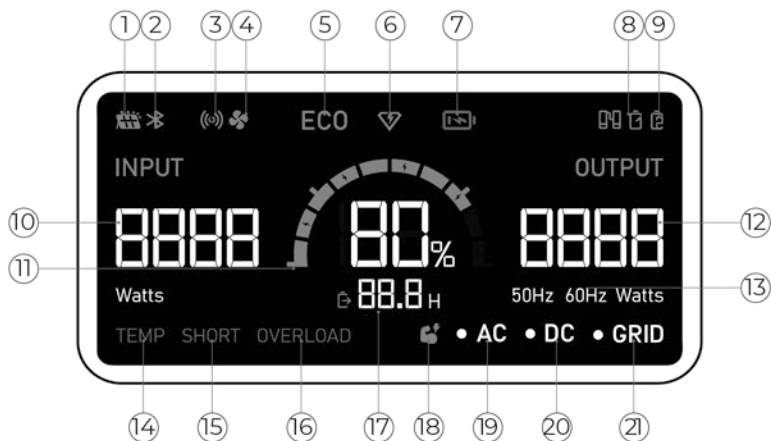 1 2 3 4 5 6 7 8 9
ECO
INPUT OUTPUT
10 8888 80% 8888 12
11 13
Watts 88.8 H 50Hz 60Hz Watts
TEMP SHORT OVERLOAD AC DC GRID
14 15 16 17 18 19 20 21